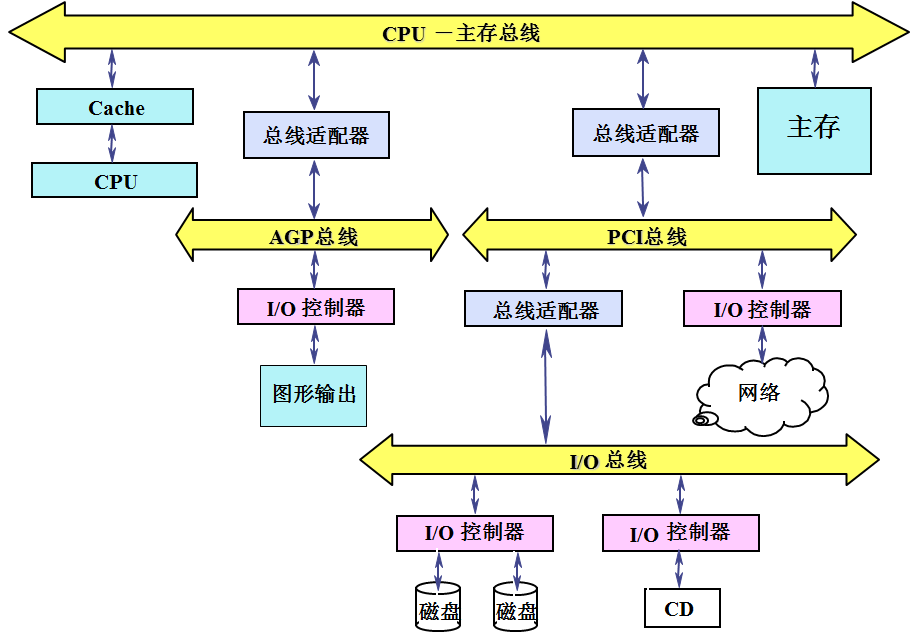 CPU －主存总线
Cache
总线适配器
总线适配器
主存
CPU
AGP总线
PCI总线
I/O 控制器
总线适配器
I/O 控制器
图形输出
网络
I/O 总线
I/O 控制器
I/O 控制器
磁盘
磁盘
CD